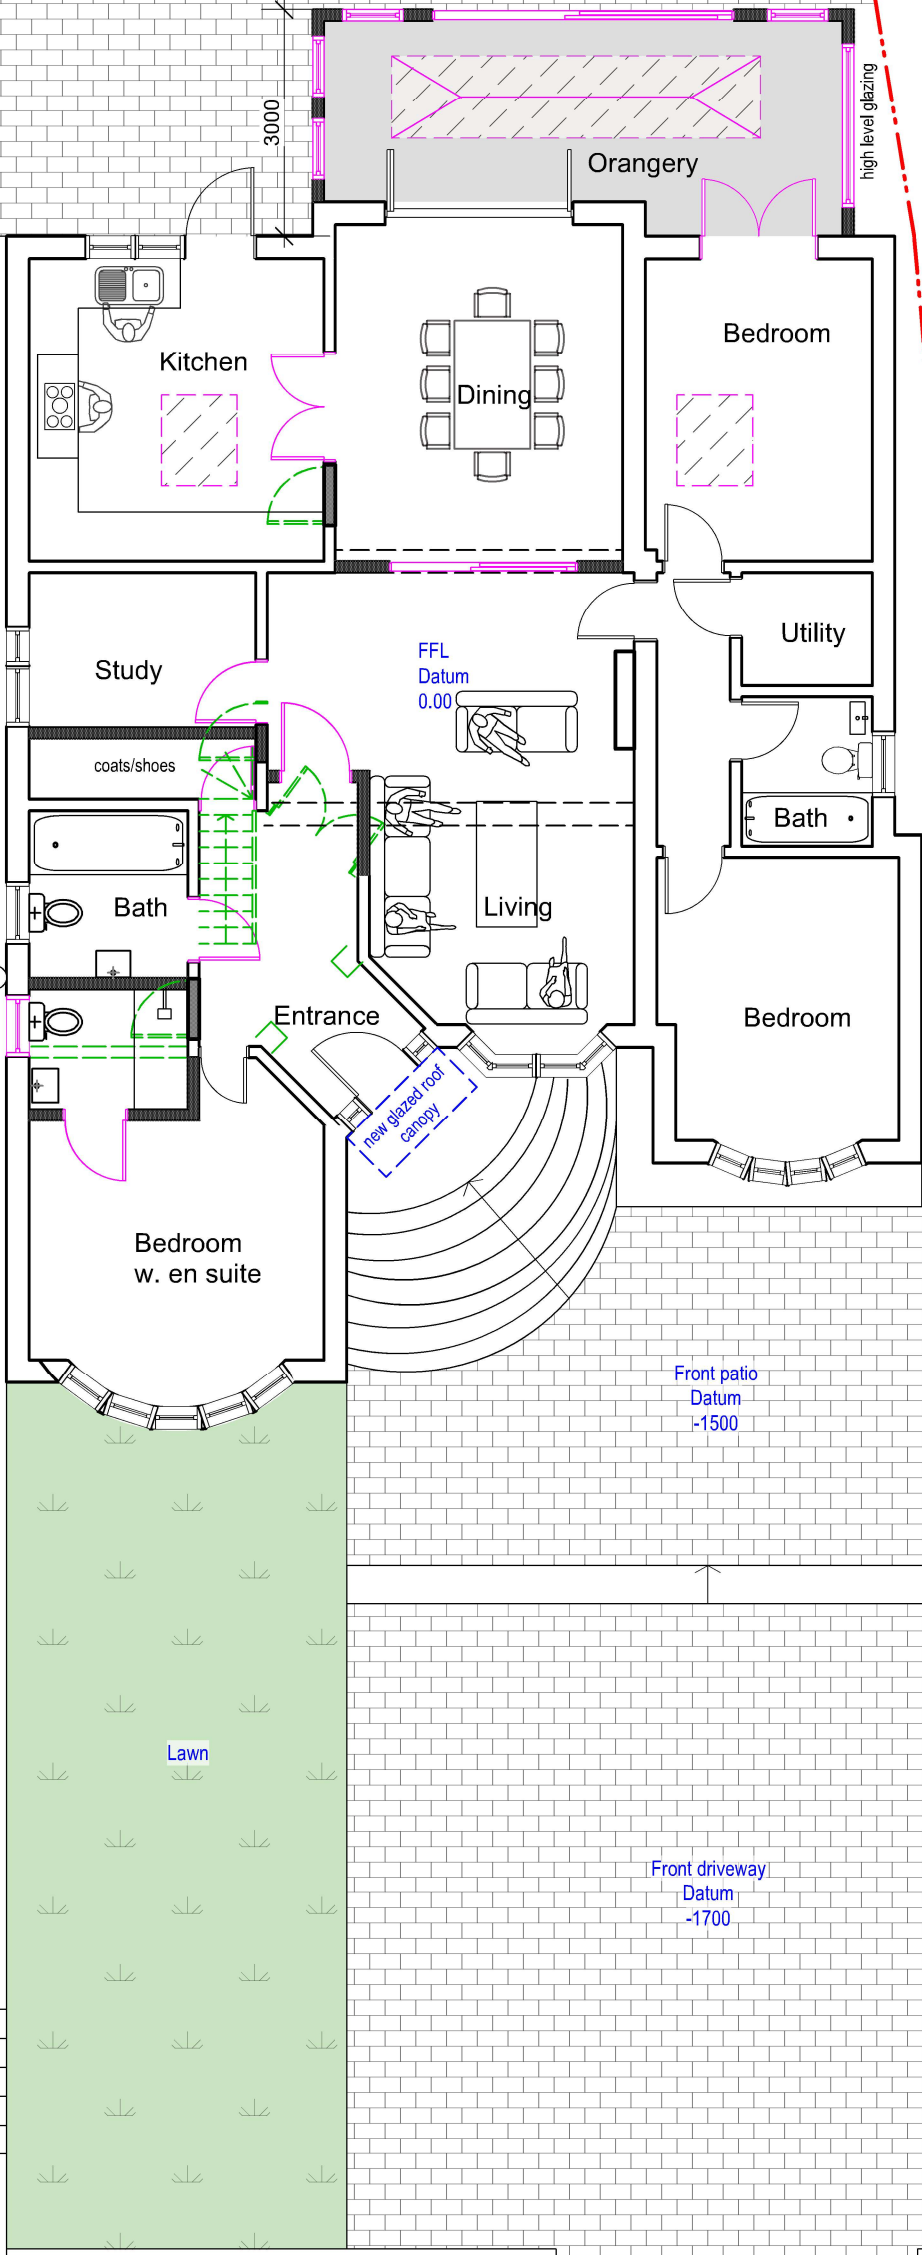 3000
high level glazing
Orangery
Kitchen
Dining
Bedroom
Study
FFL
Datum
0.00
Utility
coats/shoes
Bath
Bath
Living
Entrance
Bedroom
new glazed roof
canopy
Bedroom
w. en suite
Front patio
Datum
-1500
Lawn
Front driveway
Datum
-1700